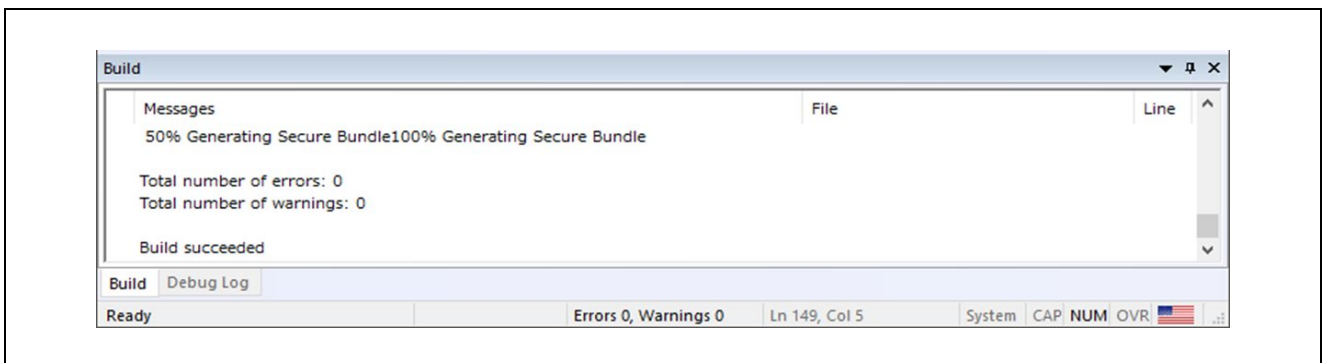 Build
Messages File Line
50% Generating Secure Bundle100% Generating Secure Bundle
Total number of errors: 0
Total number of warnings: 0
Build succeeded
Build Debug Log
Ready Errors 0, Warnings 0 Ln 149, Col 5 System CAP NUM OVR